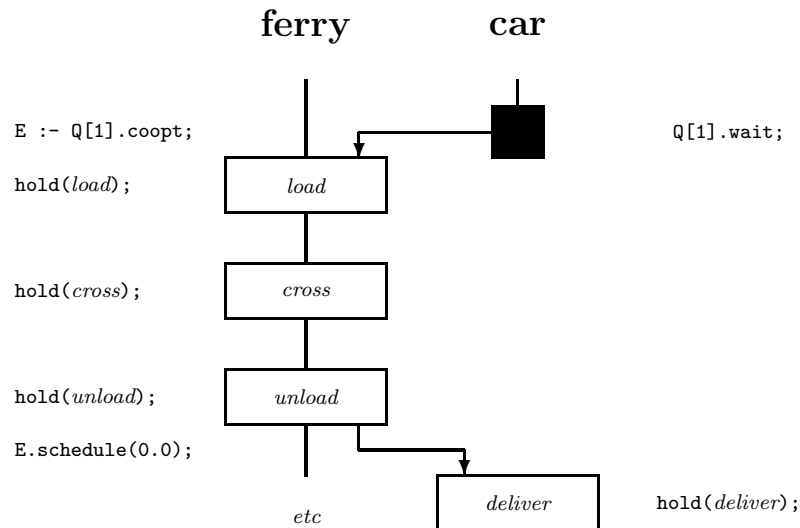 ferry car
E :- Q[1].coopt; Q[1].wait;
hold(load); load
hold(cross); cross
hold(unload); unload
E.schedule(0.0);
etc deliver hold(deliver);